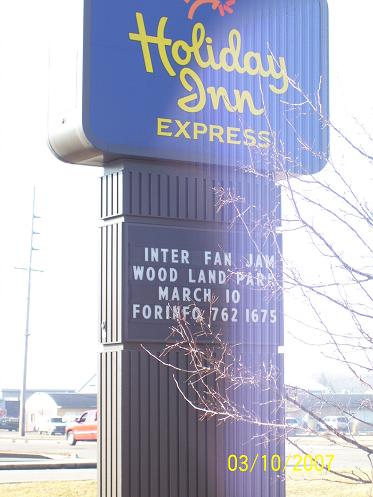 Holiday
Inn
EXPRESS
INTER FAN JAM
WOOD LAND PARK
MARCH 10
FORINFO 762 1675
03/10/2007